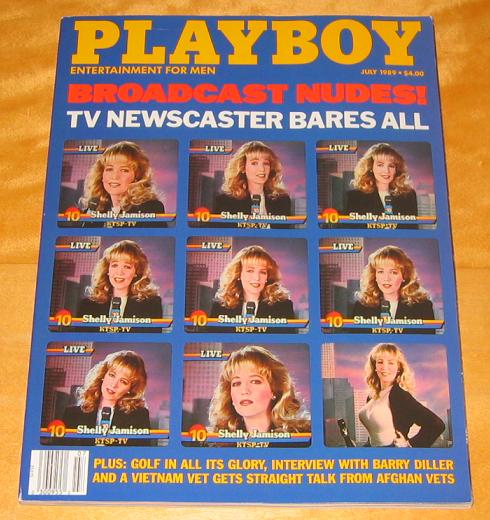 PLAYBOY
ENTERTAINMENT FOR MEN
JULY 1989 • $4.00
BROADCAST NUDES!
TV NEWSCASTER BARES ALL
LIVE
10 Shelly Jamison
KTSP-TV
LIVE
10 Shelly Jamison
KTSP-TV
LIVE
10 Shelly Jamison
KTSP-TV
LIVE
10 Shelly Jamison
KTSP-TV
LIVE
10 Shelly Jamison
KTSP-TV
LIVE
10 Shelly Jamison
KTSP-TV
LIVE
10 Shelly Jamison
KTSP-TV
10 Shelly Jamison
KTSP-TV
PLUS: GOLF IN ALL ITS GLORY, INTERVIEW WITH BARRY DILLER
AND A VIETNAM VET GETS STRAIGHT TALK FROM AFGHAN VETS